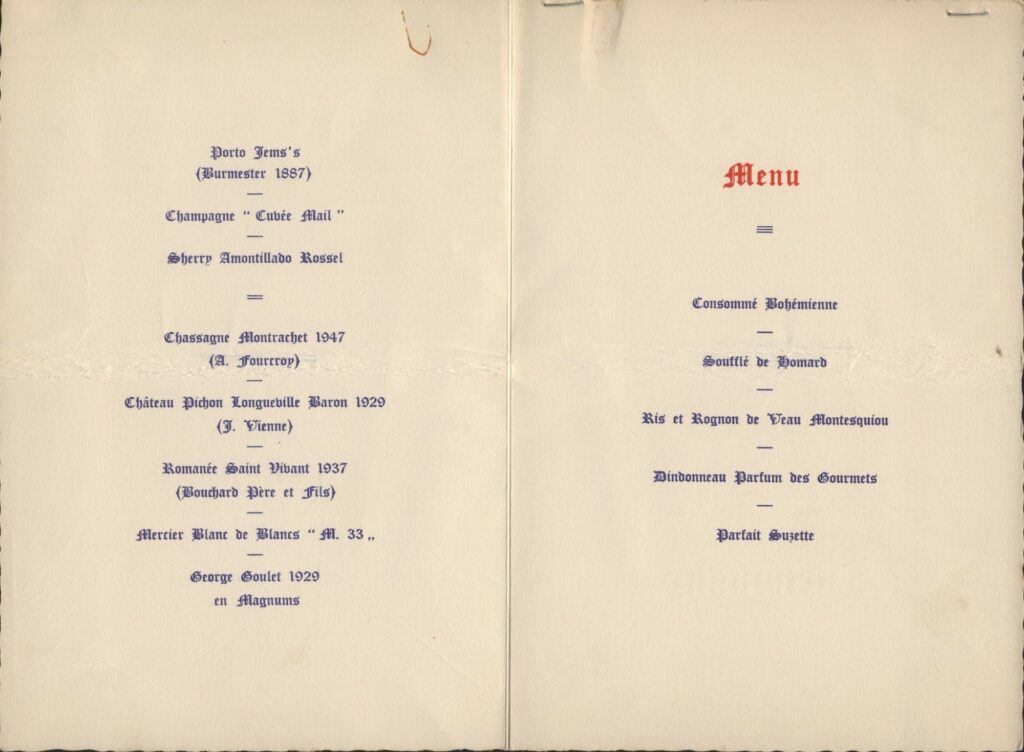 Porto Jems's
(Burmester 1887)
Champagne " Cuvée Mail "
Sherry Amontillado Rossel
Chassagne Montrachet 1947
(A. Fourcroy)
Château Pichon Longueville Baron 1929
(J. Vienne)
Romanée Saint Vivant 1937
(Bouchard Père et Fils)
Mercier Blanc de Blancs " M. 33 „
George Goulet 1929
en Magnums
Menu
Consommé Bohémienne
Soufflé de Homard
Ris et Rognon de Veau Montesquiou
Dindonneau Parfum des Gourmets
Parfait Suzette